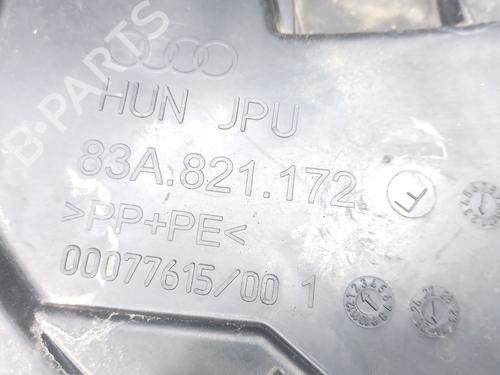 B-PARTS
HUN JPU
83A.821.172 F
>PP+PE<
00077615/00 1